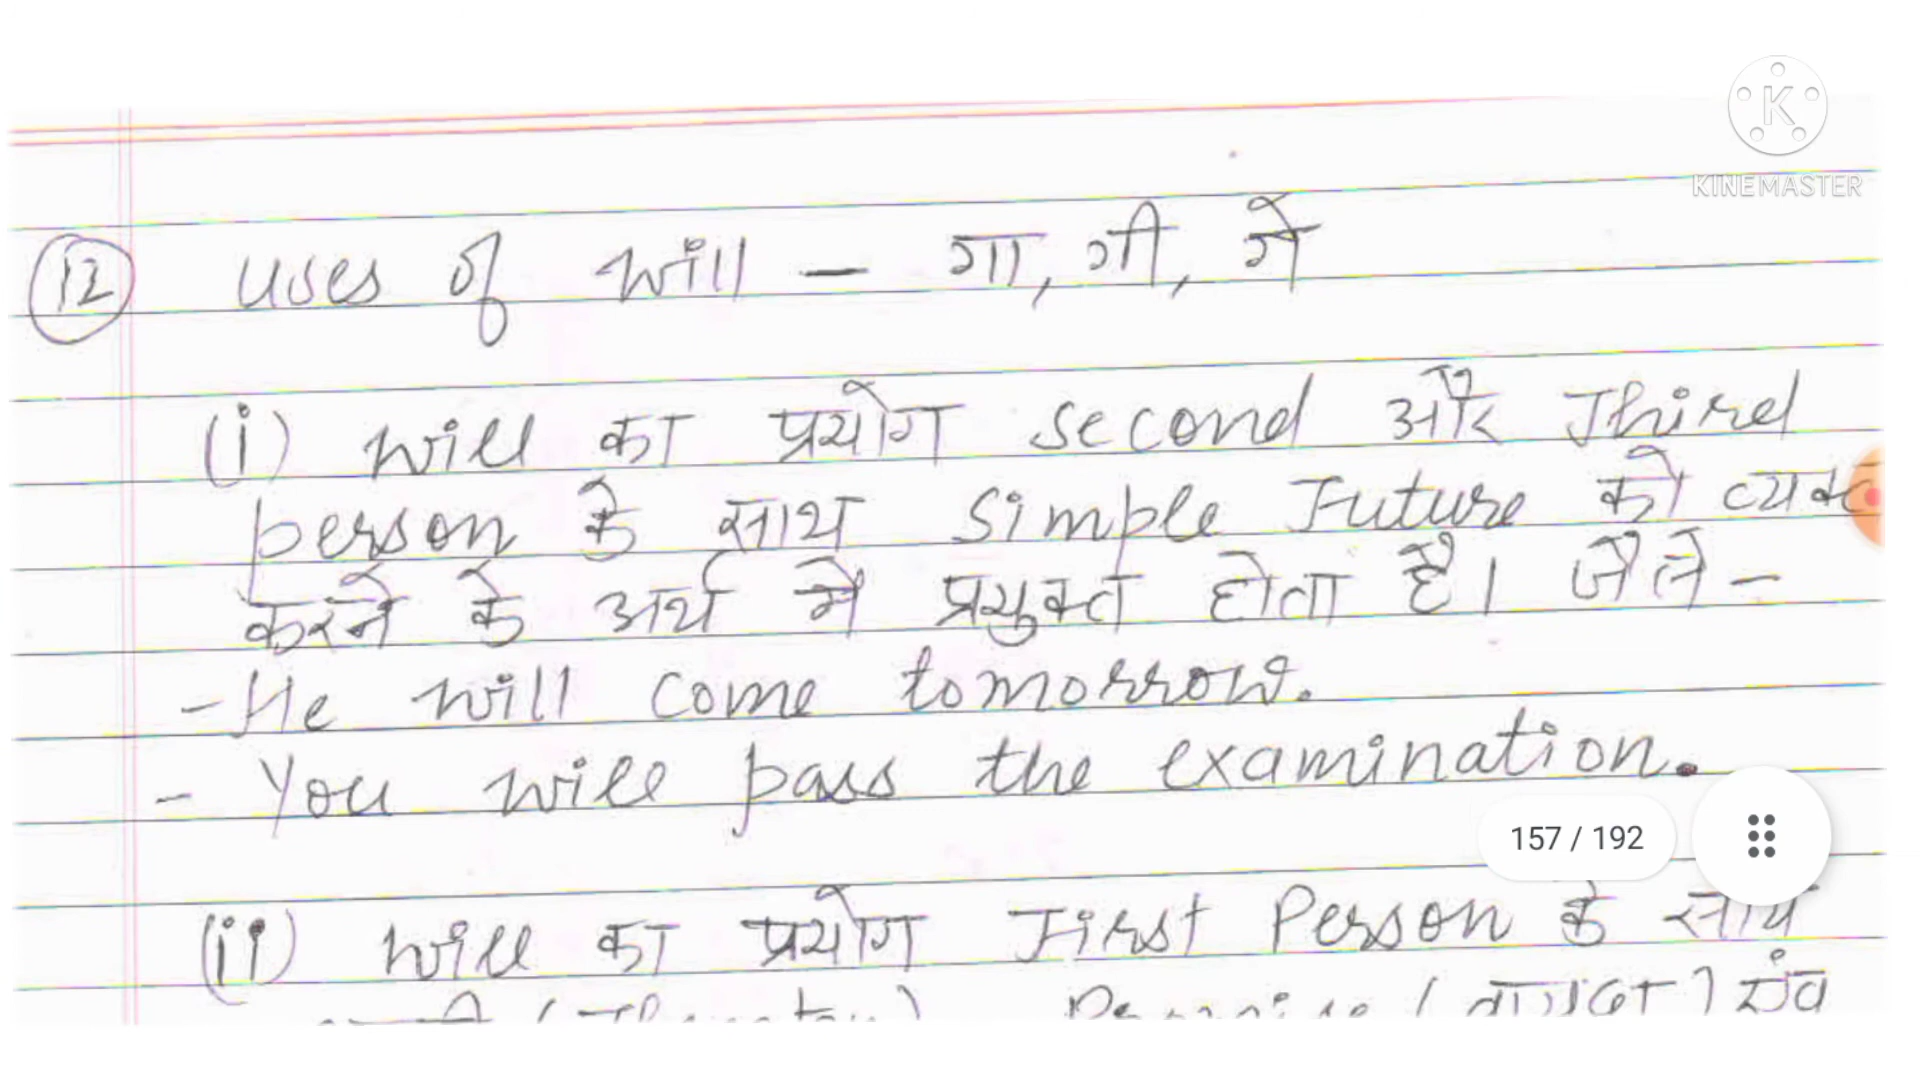 K
KINEMASTER
12 Uses of will — गा, गी, गे
(i) will का प्रयोग second और Third
person के साथ simple Future को व्यक्त
करने के अर्थ में प्रयुक्त होता है। जैसे -
- He will come tomorrow.
- You will pass the examination.
157 / 192
(ii) will का प्रयोग First Person के साथ